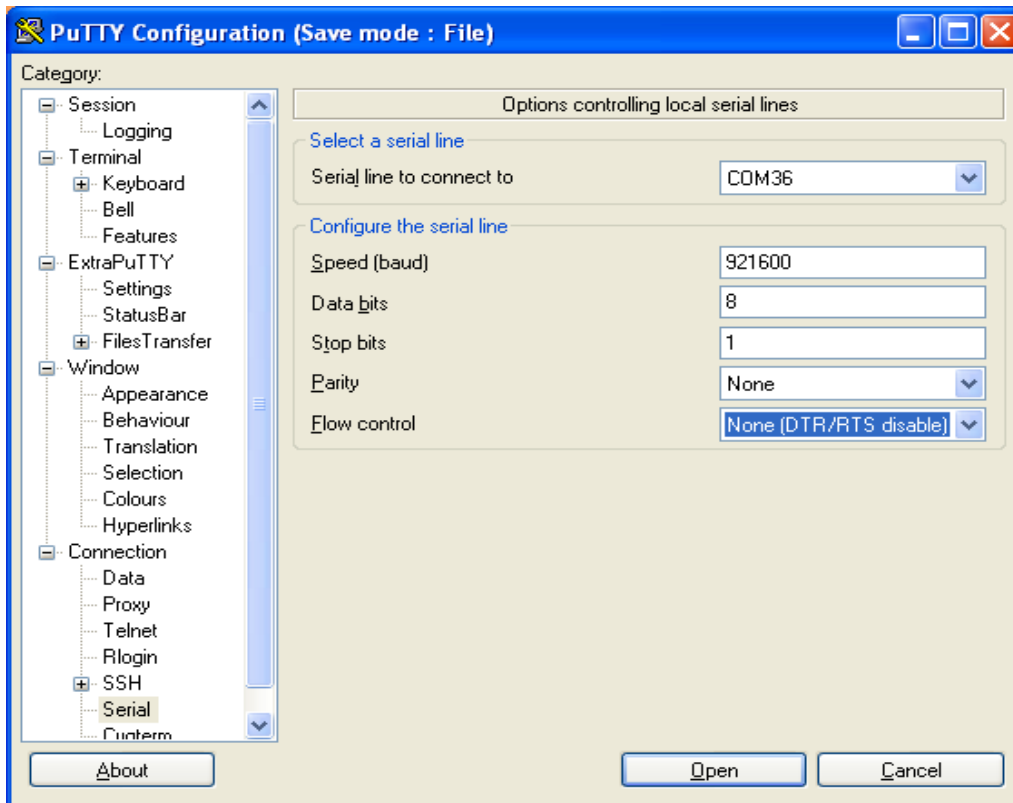 PuTTY Configuration (Save mode : File)
Category:
Session
Logging
Terminal
Keyboard
Bell
Features
ExtraPuTTY
Settings
StatusBar
FilesTransfer
Window
Appearance
Behaviour
Translation
Selection
Colours
Hyperlinks
Connection
Data
Proxy
Telnet
Rlogin
SSH
Serial
Cygterm
Options controlling local serial lines
Select a serial line
Serial line to connect to COM36
Configure the serial line
Speed (baud) 921600
Data bits 8
Stop bits 1
Parity None
Flow control None (DTR/RTS disable)
About Open Cancel